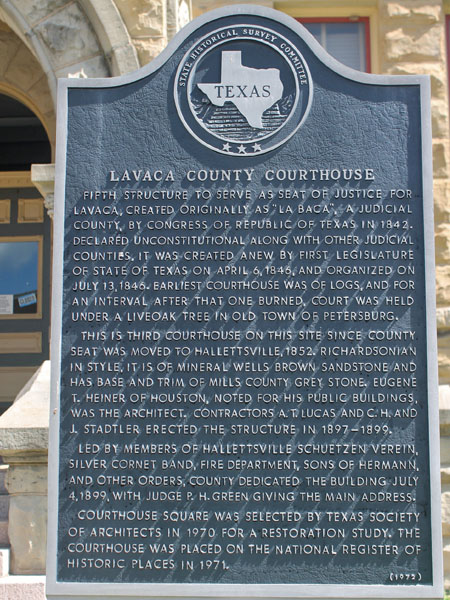 STATE HISTORICAL SURVEY COMMITTEE
TEXAS
LAVACA COUNTY COURTHOUSE
FIFTH STRUCTURE TO SERVE AS SEAT OF JUSTICE FOR
LAVACA, CREATED ORIGINALLY AS "LA BACA", A JUDICIAL
COUNTY, BY CONGRESS OF REPUBLIC OF TEXAS IN 1842.
DECLARED UNCONSTITUTIONAL ALONG WITH OTHER JUDICIAL
COUNTIES, IT WAS CREATED ANEW BY FIRST LEGISLATURE
OF STATE OF TEXAS ON APRIL 6, 1846, AND ORGANIZED ON
JULY 13, 1846. EARLIEST COURTHOUSE WAS OF LOGS, AND FOR
AN INTERVAL AFTER THAT ONE BURNED, COURT WAS HELD
UNDER A LIVEOAK TREE IN OLD TOWN OF PETERSBURG.
THIS IS THIRD COURTHOUSE ON THIS SITE SINCE COUNTY
SEAT WAS MOVED TO HALLETTSVILLE, 1852. RICHARDSONIAN
IN STYLE, IT IS OF MINERAL WELLS BROWN SANDSTONE AND
HAS BASE AND TRIM OF MILLS COUNTY GREY STONE. EUGENE
T. HEINER OF HOUSTON, NOTED FOR HIS PUBLIC BUILDINGS,
WAS THE ARCHITECT. CONTRACTORS A. T. LUCAS AND C. H. AND
J. STADTLER ERECTED THE STRUCTURE IN 1897-1899.
LED BY MEMBERS OF HALLETTSVILLE SCHUETZEN VEREIN,
SILVER CORNET BAND, FIRE DEPARTMENT, SONS OF HERMANN,
AND OTHER ORDERS, COUNTY DEDICATED THE BUILDING JULY
4, 1899, WITH JUDGE P. H. GREEN GIVING THE MAIN ADDRESS.
COURTHOUSE SQUARE WAS SELECTED BY TEXAS SOCIETY
OF ARCHITECTS IN 1970 FOR A RESTORATION STUDY. THE
COURTHOUSE WAS PLACED ON THE NATIONAL REGISTER OF
HISTORIC PLACES IN 1971.
(1972)